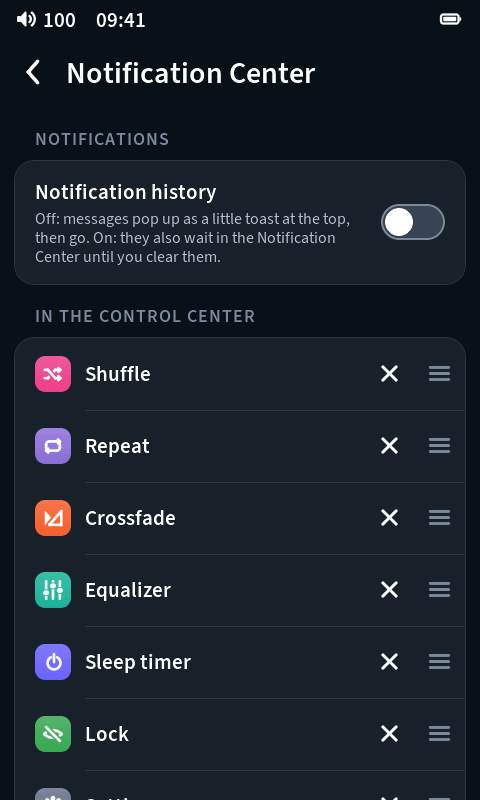 100 09:41
Notification Center
NOTIFICATIONS
Notification history
Off: messages pop up as a little toast at the top,
then go. On: they also wait in the Notification
Center until you clear them.
IN THE CONTROL CENTER
Shuffle
Repeat
Crossfade
Equalizer
Sleep timer
Lock